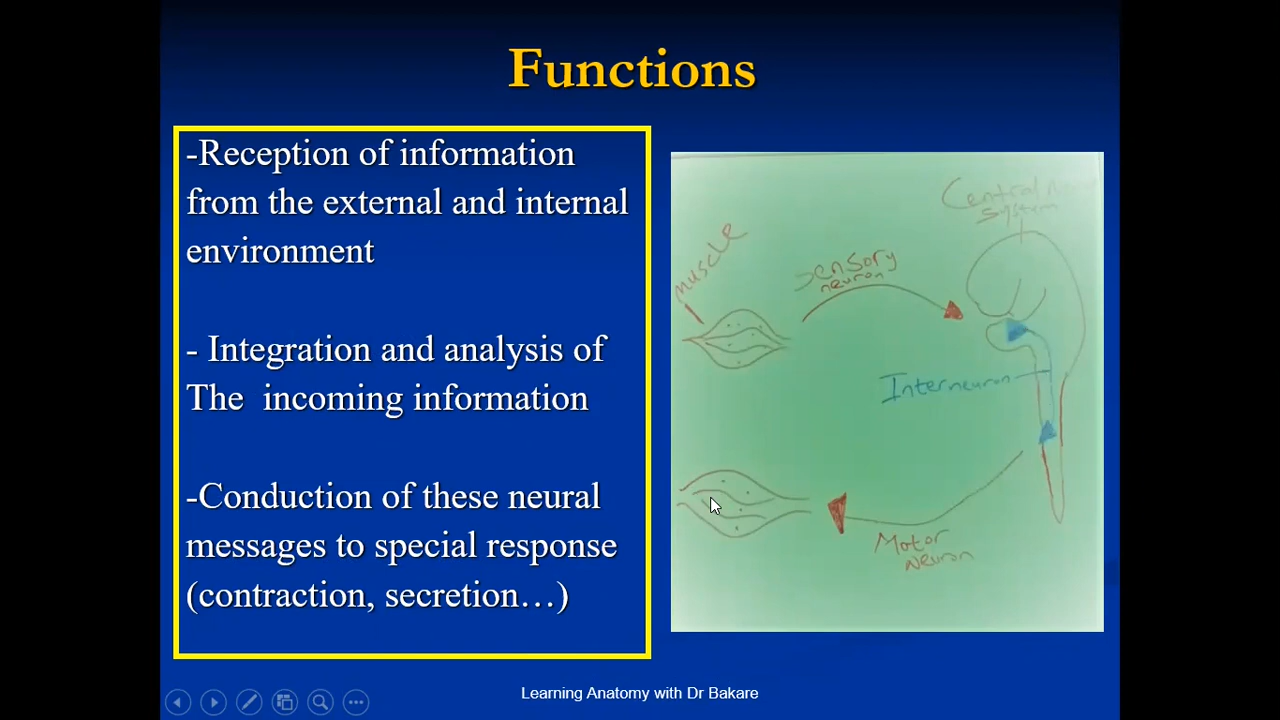 Functions
-Reception of information
from the external and internal
environment
- Integration and analysis of
The incoming information
-Conduction of these neural
messages to special response
(contraction, secretion…)
Central
System
muscle
Sensory
neuron
Interneuron
Motor
Neuron
Learning Anatomy with Dr Bakare